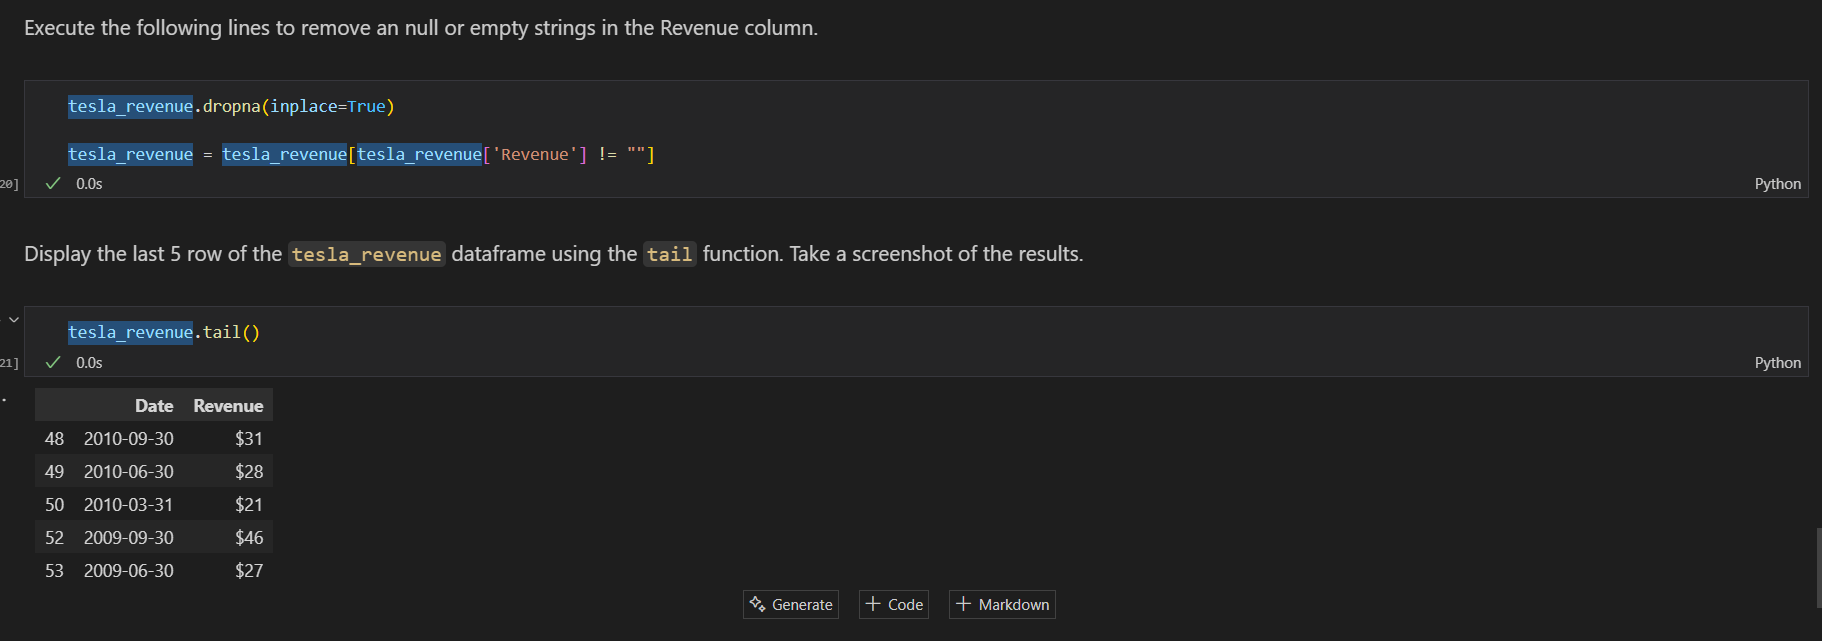 Execute the following lines to remove an null or empty strings in the Revenue column.
tesla_revenue.dropna(inplace=True)
tesla_revenue = tesla_revenue[tesla_revenue['Revenue'] != ""]
20]
0.0s
Python
Display the last 5 row of the tesla_revenue dataframe using the tail function. Take a screenshot of the results.
tesla_revenue.tail()
21]
0.0s
Python
Date Revenue
48 2010-09-30 $31
49 2010-06-30 $28
50 2010-03-31 $21
52 2009-09-30 $46
53 2009-06-30 $27
Generate + Code + Markdown